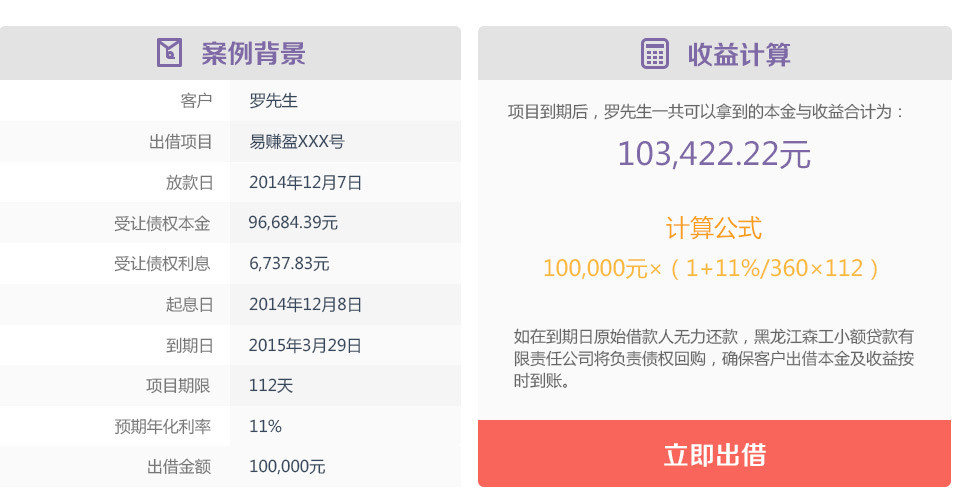 案例背景
客户 罗先生
出借项目 易赚盈XXX号
放款日 2014年12月7日
受让债权本金 96,684.39元
受让债权利息 6,737.83元
起息日 2014年12月8日
到期日 2015年3月29日
项目期限 112天
预期年化利率 11%
出借金额 100,000元
收益计算
项目到期后，罗先生一共可以拿到的本金与收益合计为：
103,422.22元
计算公式
100,000元×（1+11%/360×112）
如在到期日原始借款人无力还款，黑龙江森工小额贷款有
限责任公司将负责债权回购，确保客户出借本金及收益按
时到账。
立即出借